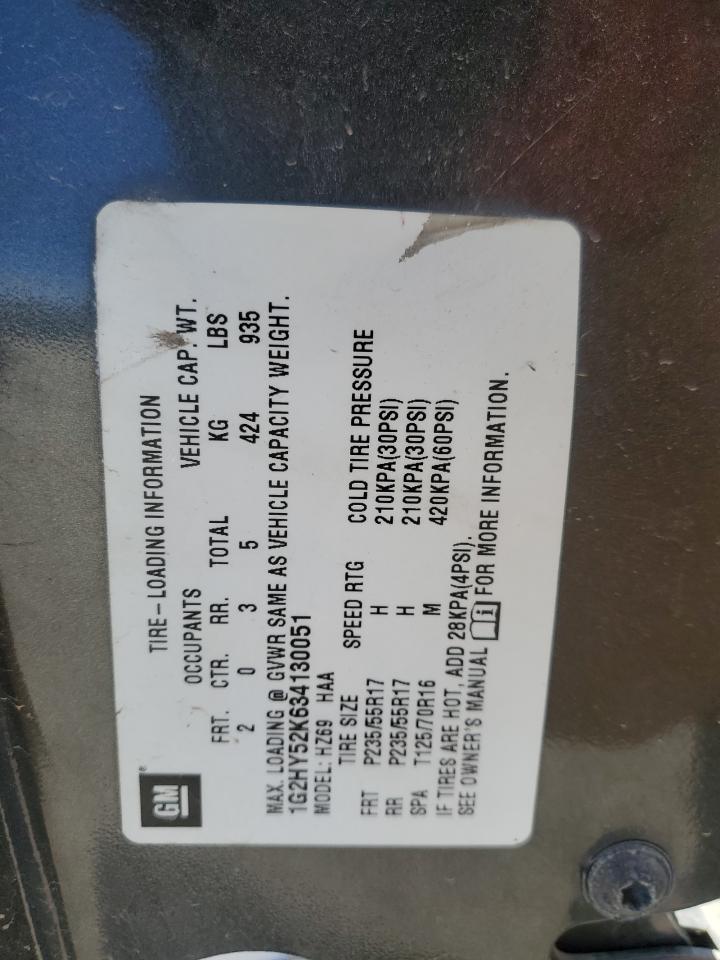 GM
TIRE-LOADING INFORMATION
OCCUPANTS VEHICLE CAP. WT.
FRT. CTR. RR. TOTAL KG LBS
2 0 3 5 424 935
MAX. LOADING @ GVWR SAME AS VEHICLE CAPACITY WEIGHT.
1G2HY52K634130051
MODEL: HZ69 HAA
TIRE SIZE SPEED RTG COLD TIRE PRESSURE
FRT P235/55R17 H 210KPA(30PSI)
RR P235/55R17 H 210KPA(30PSI)
SPA T125/70R16 M 420KPA(60PSI)
IF TIRES ARE HOT, ADD 28KPA(4PSI).
SEE OWNER'S MANUAL i FOR MORE INFORMATION.